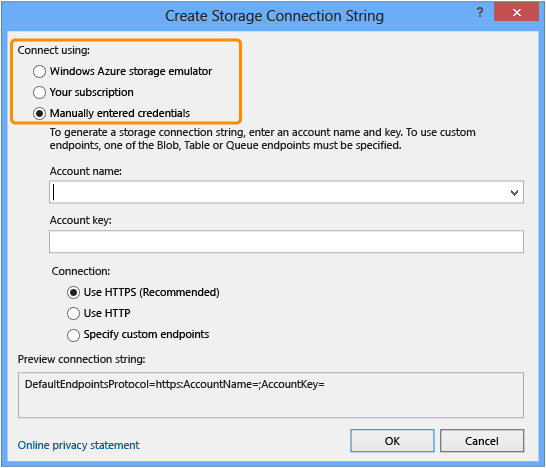 Create Storage Connection String
?
Connect using:
Windows Azure storage emulator
Your subscription
Manually entered credentials
To generate a storage connection string, enter an account name and key. To use custom
endpoints, one of the Blob, Table or Queue endpoints must be specified.
Account name:
Account key:
Connection:
Use HTTPS (Recommended)
Use HTTP
Specify custom endpoints
Preview connection string:
DefaultEndpointsProtocol=https:AccountName=;AccountKey=
Online privacy statement
OK
Cancel